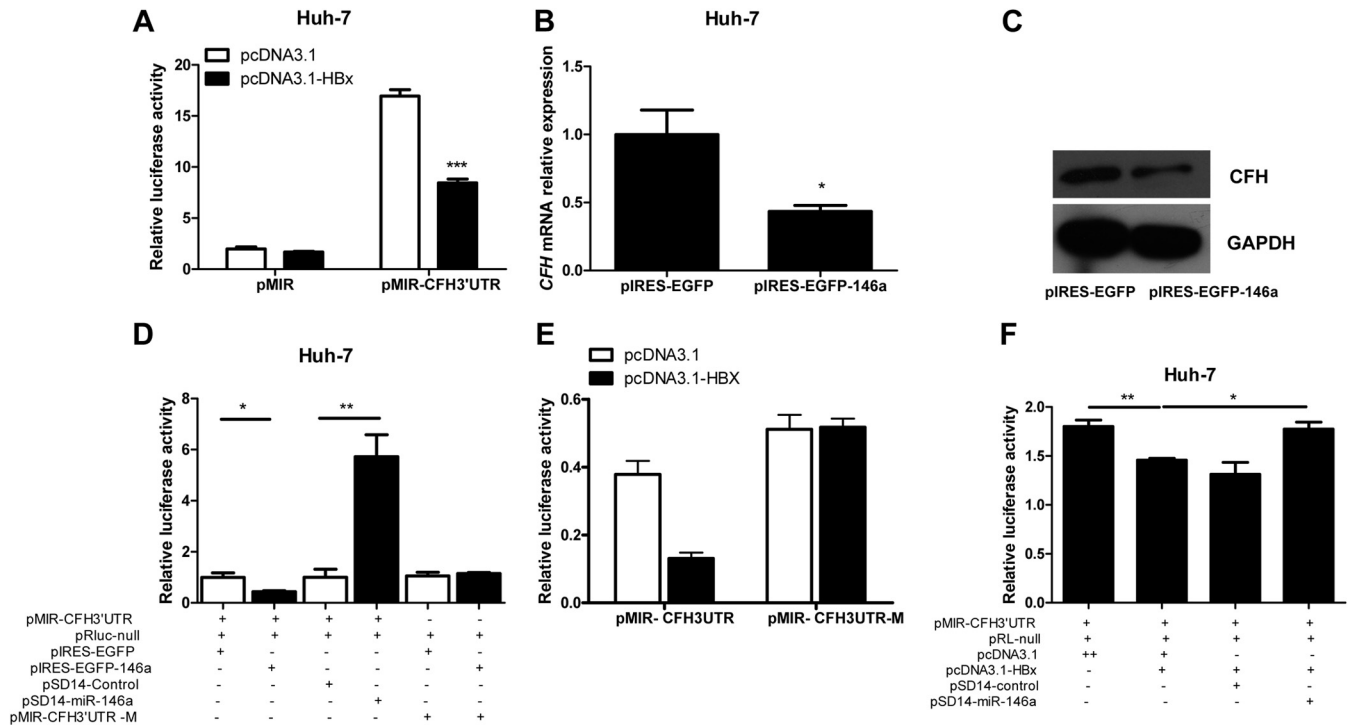 A
Huh-7
pcDNA3.1
pcDNA3.1-HBx
Relative luciferase activity
20
15
10
5
0
***
pMIR
pMIR-CFH3'UTR
B
Huh-7
CFH mRNA relative expression
1.5
1.0
0.5
0.0
*
pIRES-EGFP
pIRES-EGFP-146a
C
CFH
GAPDH
pIRES-EGFP
pIRES-EGFP-146a
D
Huh-7
Relative luciferase activity
8
6
4
2
0
*
**
pMIR-CFH3'UTR + + + + - -
pRluc-null + + + + + +
pIRES-EGFP + - - - + -
pIRES-EGFP-146a - + - - - +
pSD14-Control - - + - - -
pSD14-miR-146a - - - + - -
pMIR-CFH3'UTR -M - - - - + +
E
pcDNA3.1
pcDNA3.1-HBX
Relative luciferase activity
0.6
0.4
0.2
0.0
pMIR- CFH3UTR
pMIR- CFH3UTR-M
F
Huh-7
Relative luciferase activity
2.0
1.5
1.0
0.5
0.0
**
*
pMIR-CFH3'UTR + + + +
pRL-null + + + +
pcDNA3.1 ++ + - -
pcDNA3.1-HBx - + + +
pSD14-control - - + -
pSD14-miR-146a - - - +